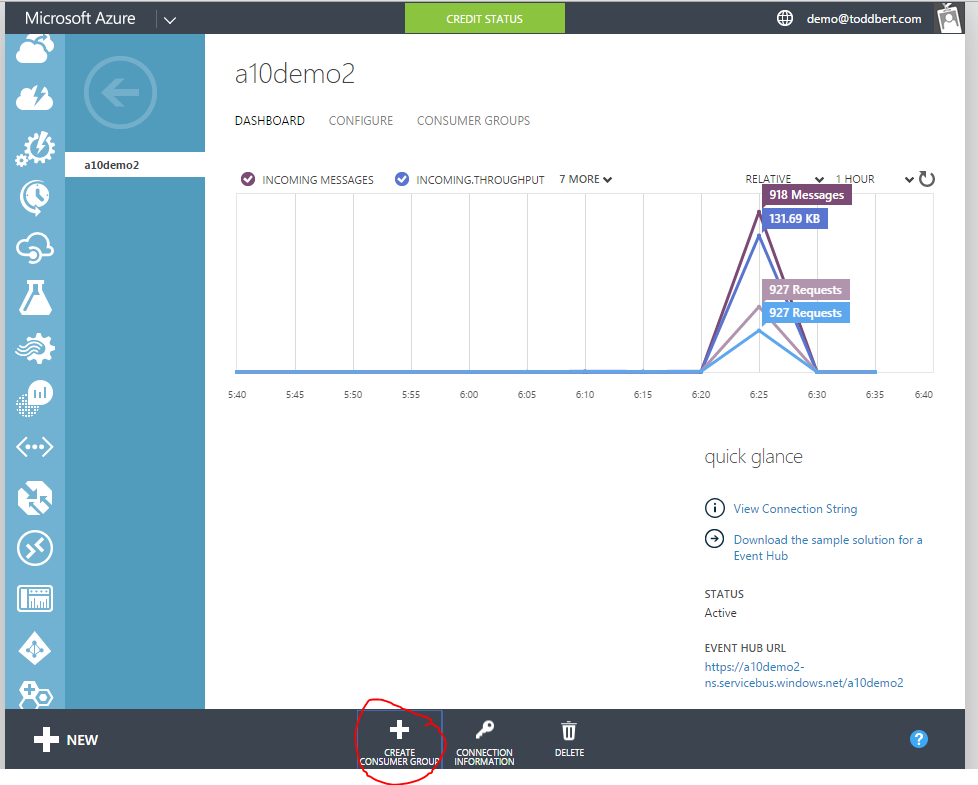 Microsoft Azure
CREDIT STATUS
demo@toddbert.com
a10demo2
a10demo2
DASHBOARD CONFIGURE CONSUMER GROUPS
INCOMING MESSAGES INCOMING.THROUGHPUT 7 MORE RELATIVE 1 HOUR
918 Messages
131.69 KB
927 Requests
927 Requests
5:40 5:45 5:50 5:55 6:00 6:05 6:10 6:15 6:20 6:25 6:30 6:35 6:40
quick glance
View Connection String
Download the sample solution for a
Event Hub
STATUS
Active
EVENT HUB URL
https://a10demo2-
ns.servicebus.windows.net/a10demo2
NEW
CREATE
CONSUMER GROUP
CONNECTION
INFORMATION
DELETE
?